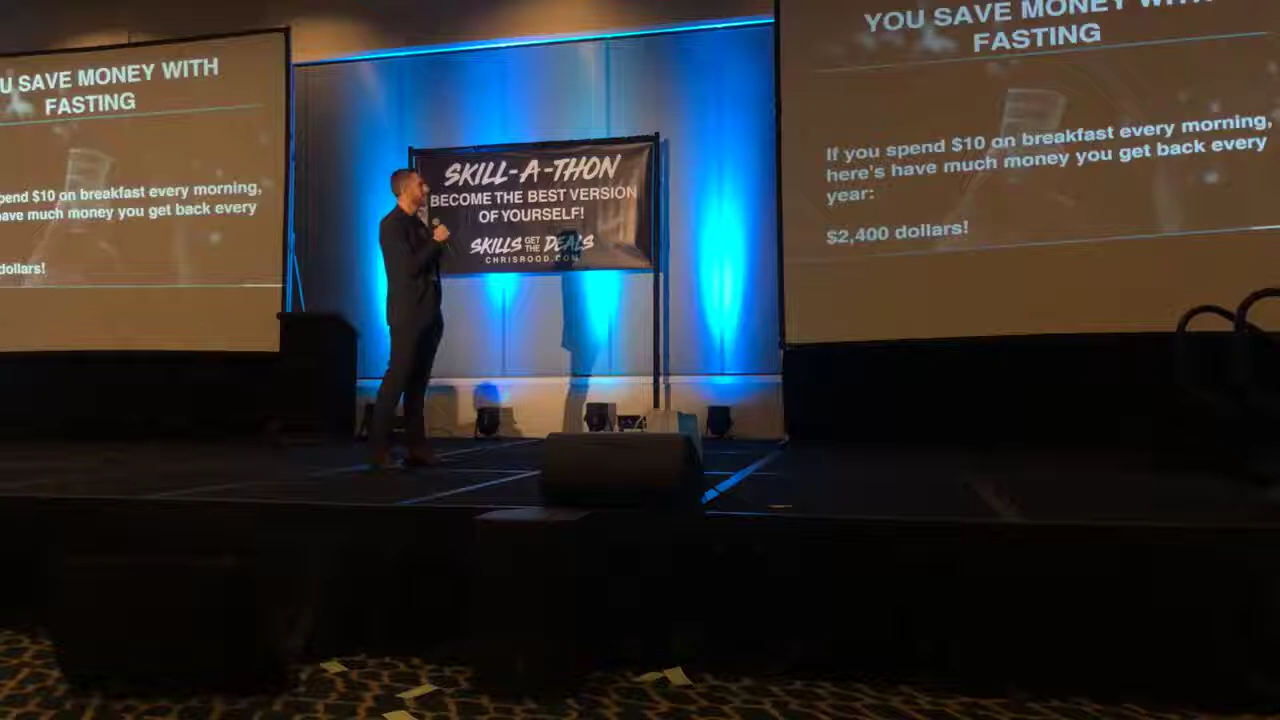 U SAVE MONEY WITH
FASTING
pend $10 on breakfast every morning,
ave much money you get back every
dollars!
SKILL-A-THON
BECOME THE BEST VERSION
OF YOURSELF!
SKILLS GET THE DEALS
CHRISROOD.COM
YOU SAVE MONEY WITH
FASTING
If you spend $10 on breakfast every morning,
here's have much money you get back every
year:
$2,400 dollars!